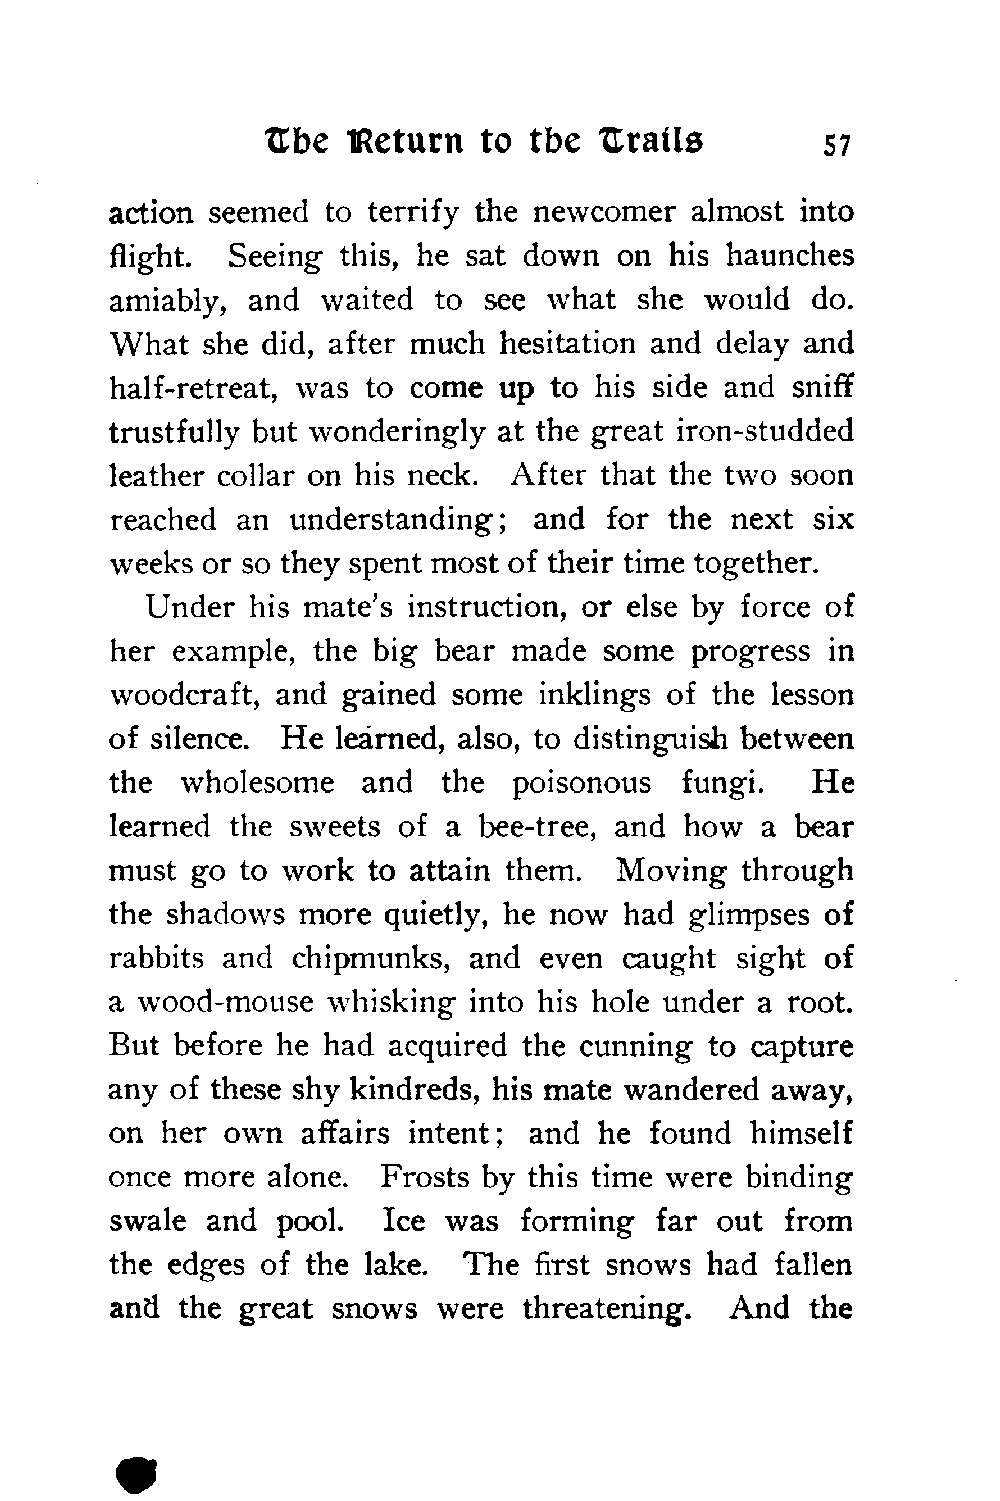 The Return to the Trails 57
action seemed to terrify the newcomer almost into
flight. Seeing this, he sat down on his haunches
amiably, and waited to see what she would do.
What she did, after much hesitation and delay and
half-retreat, was to come up to his side and sniff
trustfully but wonderingly at the great iron-studded
leather collar on his neck. After that the two soon
reached an understanding; and for the next six
weeks or so they spent most of their time together.
Under his mate's instruction, or else by force of
her example, the big bear made some progress in
woodcraft, and gained some inklings of the lesson
of silence. He learned, also, to distinguish between
the wholesome and the poisonous fungi. He
learned the sweets of a bee-tree, and how a bear
must go to work to attain them. Moving through
the shadows more quietly, he now had glimpses of
rabbits and chipmunks, and even caught sight of
a wood-mouse whisking into his hole under a root.
But before he had acquired the cunning to capture
any of these shy kindreds, his mate wandered away,
on her own affairs intent; and he found himself
once more alone. Frosts by this time were binding
swale and pool. Ice was forming far out from
the edges of the lake. The first snows had fallen
and the great snows were threatening. And the